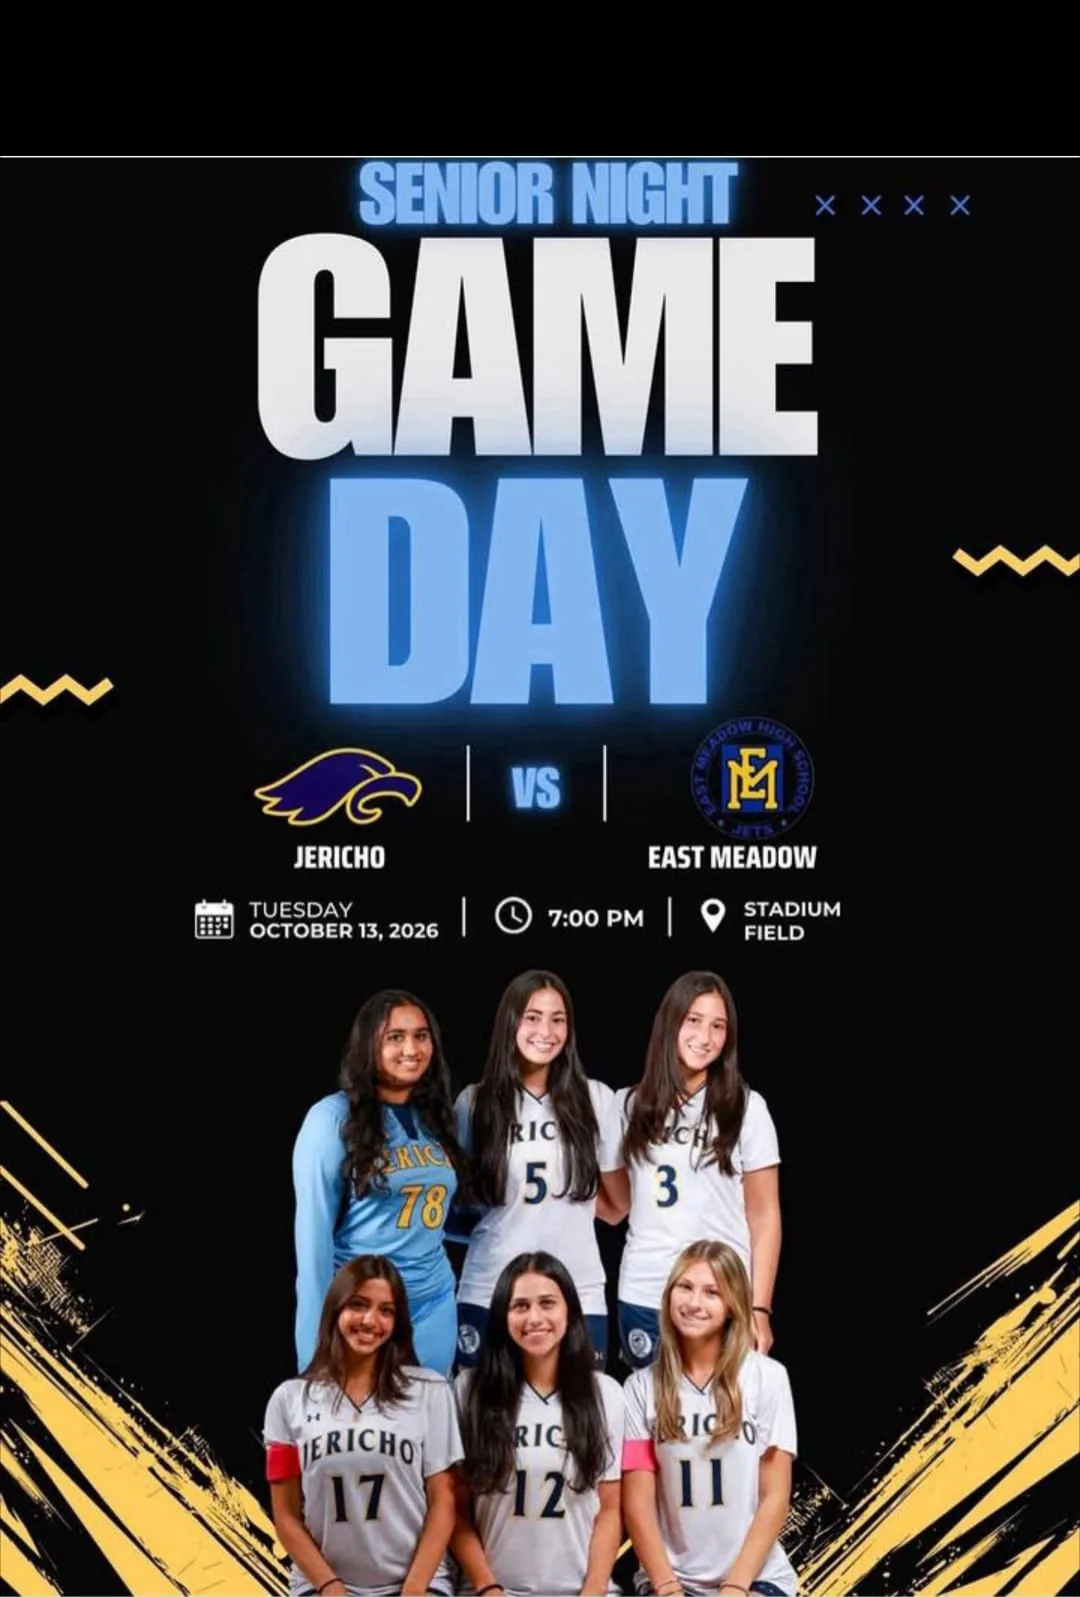 SENIOR NIGHT
GAME
DAY
VS
EAST MEADOW HIGH SCHOOL
EM
JETS
JERICHO
EAST MEADOW
TUESDAY
OCTOBER 13, 2026
7:00 PM
STADIUM
FIELD
ERIC
78
RIC
5
ICH
3
JERICHO
17
RIC
12
RIC O
11